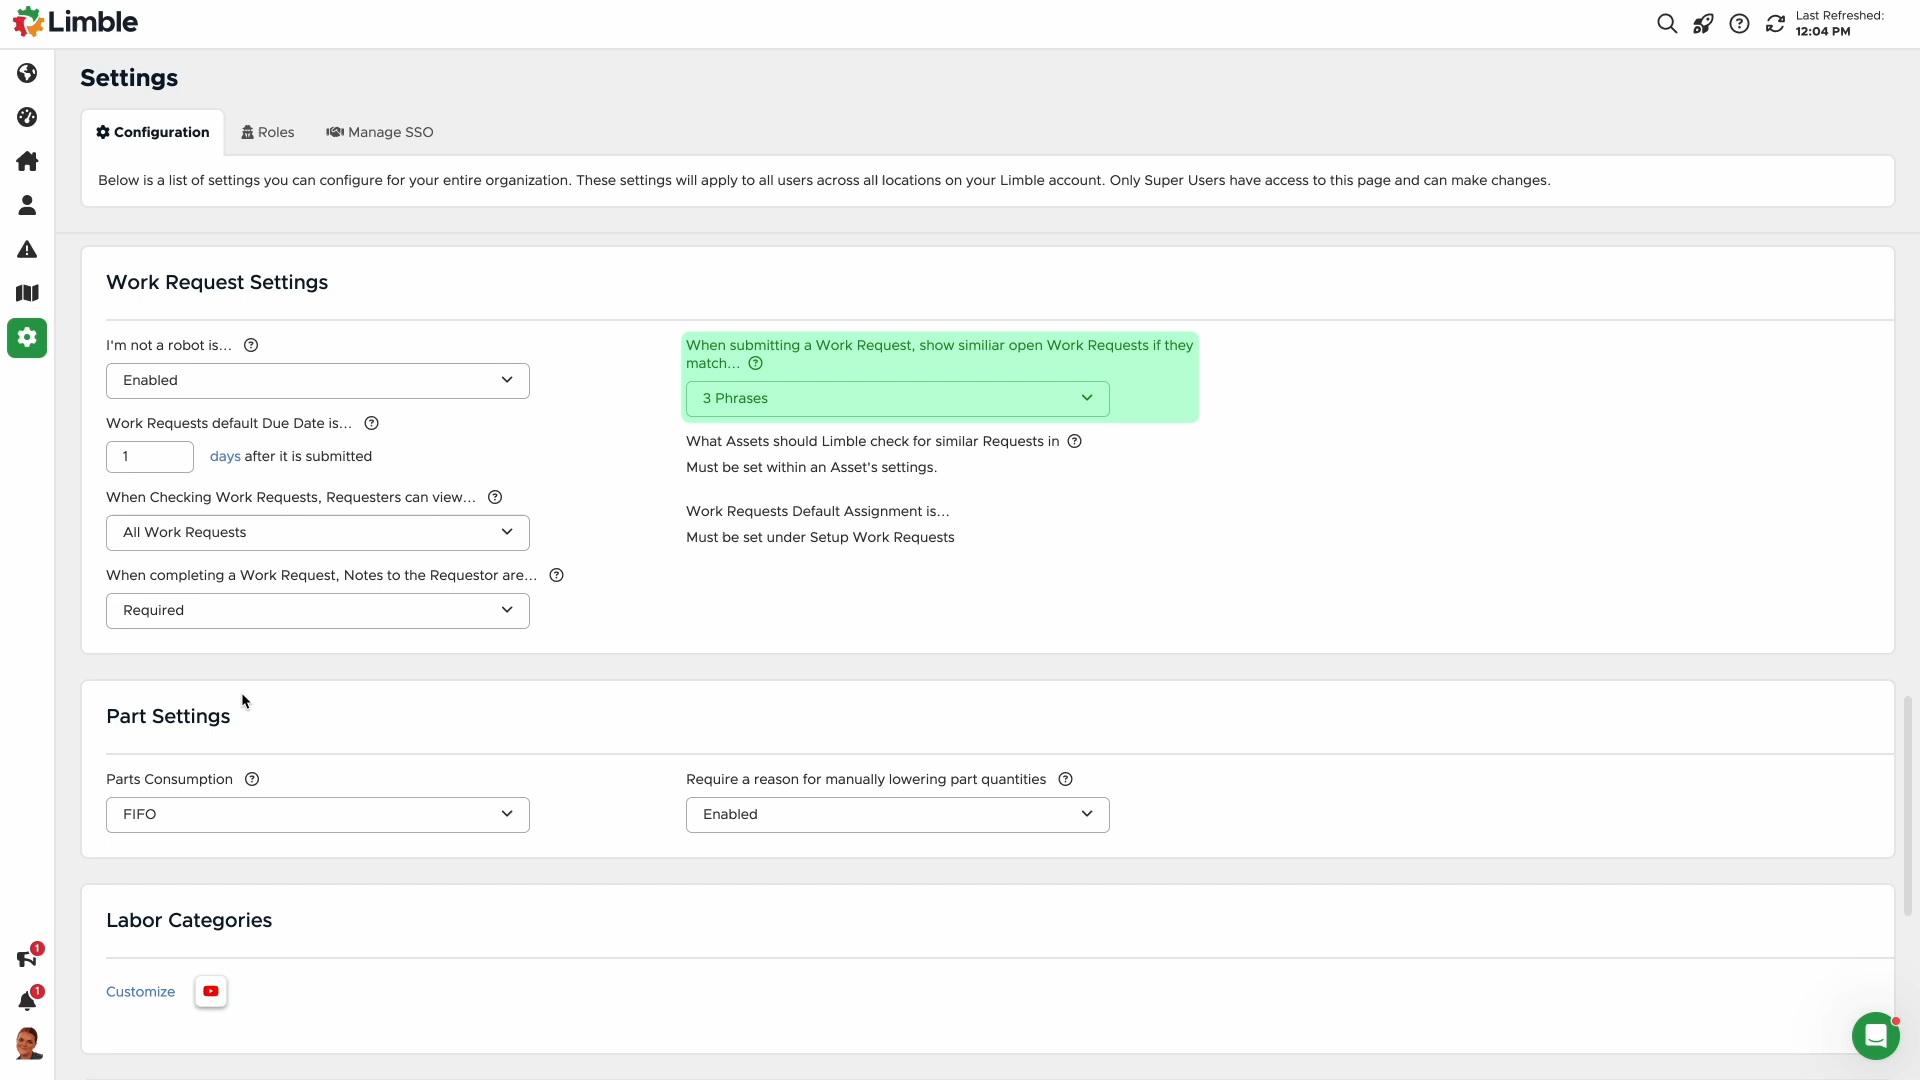 Limble
Last Refreshed:
12:04 PM
Settings
Configuration
Roles
Manage SSO
Below is a list of settings you can configure for your entire organization. These settings will apply to all users across all locations on your Limble account. Only Super Users have access to this page and can make changes.
Work Request Settings
I'm not a robot is...
Enabled
Work Requests default Due Date is...
1 days after it is submitted
When Checking Work Requests, Requesters can view...
All Work Requests
When completing a Work Request, Notes to the Requestor are...
Required
When submitting a Work Request, show similiar open Work Requests if they
match...
3 Phrases
What Assets should Limble check for similar Requests in
Must be set within an Asset's settings.
Work Requests Default Assignment is...
Must be set under Setup Work Requests
Part Settings
Parts Consumption
FIFO
Require a reason for manually lowering part quantities
Enabled
Labor Categories
Customize
1
1